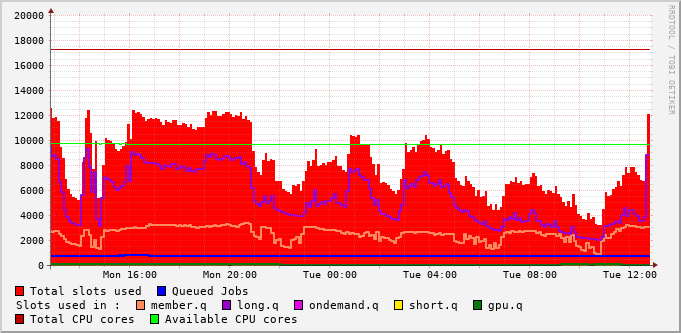 RRDTOOL / TOBI OETIKER
20000
18000
16000
14000
12000
10000
8000
6000
4000
2000
0
Mon 16:00 Mon 20:00 Tue 00:00 Tue 04:00 Tue 08:00 Tue 12:00
Total slots used Queued Jobs
Slots used in : member.q long.q ondemand.q short.q gpu.q
Total CPU cores Available CPU cores